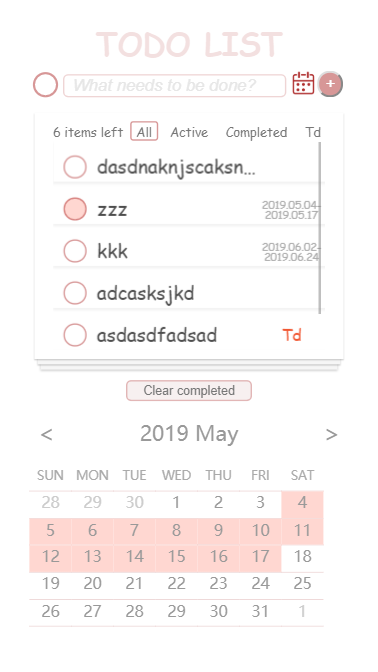 TODO LIST
What needs to be done? +
6 items left All Active Completed Td
dasdnaknjscaksn...
zzz 2019.05.04-
2019.05.17
kkk 2019.06.02-
2019.06.24
adcasksjkd
asdasdfadsad Td
Clear completed
< 2019 May >
SUN MON TUE WED THU FRI SAT
28 29 30 1 2 3 4
5 6 7 8 9 10 11
12 13 14 15 16 17 18
19 20 21 22 23 24 25
26 27 28 29 30 31 1